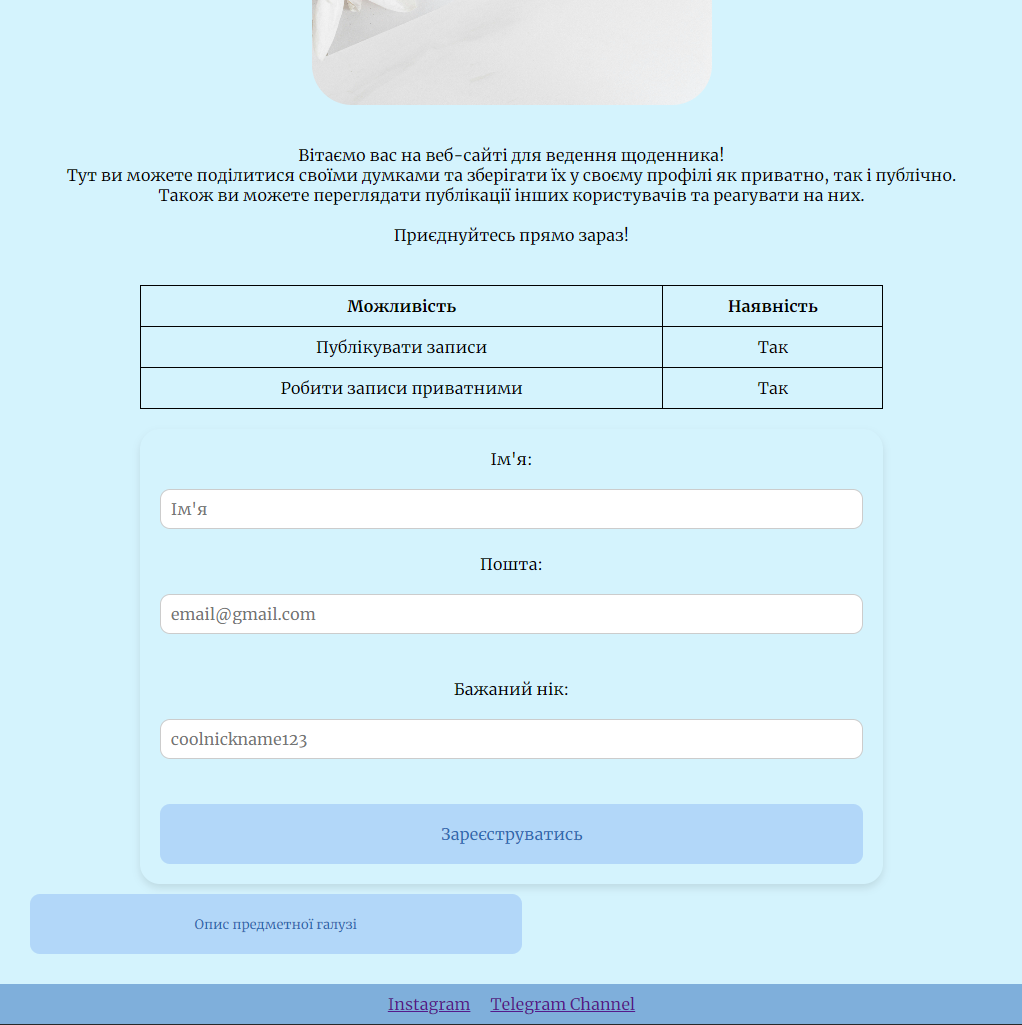 Вітаємо вас на веб-сайті для ведення щоденника!
Тут ви можете поділитися своїми думками та зберігати їх у своєму профілі як приватно, так і публічно.
Також ви можете переглядати публікації інших користувачів та реагувати на них.
Приєднуйтесь прямо зараз!
Можливість Наявність
Публікувати записи Так
Робити записи приватними Так
Ім'я:
Ім'я
Пошта:
email@gmail.com
Бажаний нік:
coolnickname123
Зареєструватись
Опис предметної галузі
Instagram Telegram Channel